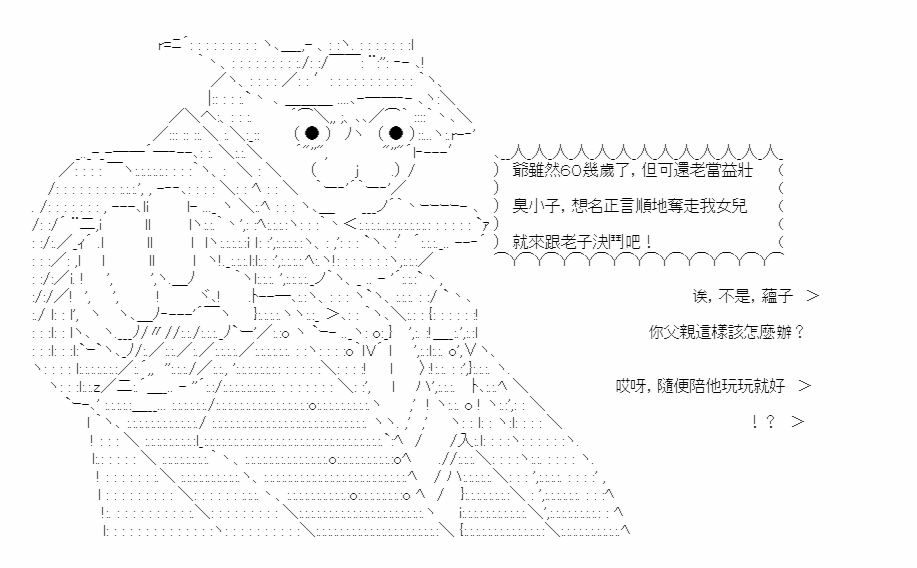 爺雖然60幾歲了，但可還老當益壯
臭小子，想名正言順地奪走我女兒
就來跟老子決鬥吧！
诶，不是，蘊子　＞
你父親這樣該怎麼辦？
哎呀，隨便陪他玩玩就好　＞
！？　＞